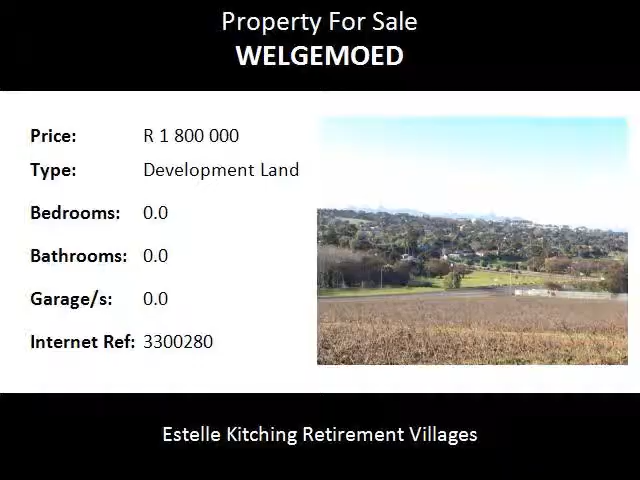 Property For Sale
WELGEMOED
Price: R 1 800 000
Type: Development Land
Bedrooms: 0.0
Bathrooms: 0.0
Garage/s: 0.0
Internet Ref: 3300280
Estelle Kitching Retirement Villages